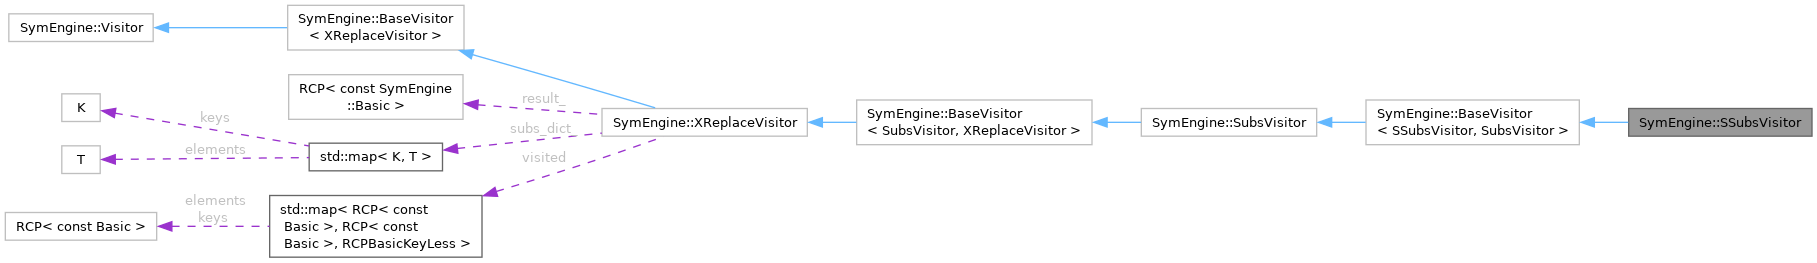 SymEngine::Visitor
SymEngine::BaseVisitor
< XReplaceVisitor >
RCP< const SymEngine
::Basic >
K
T
keys
elements
std::map< K, T >
RCP< const Basic >
elements
keys
std::map< RCP< const
Basic >, RCP< const
Basic >, RCPBasicKeyLess >
result_
subs_dict_
visited
SymEngine::XReplaceVisitor
SymEngine::BaseVisitor
< SubsVisitor, XReplaceVisitor >
SymEngine::SubsVisitor
SymEngine::BaseVisitor
< SSubsVisitor, SubsVisitor >
SymEngine::SSubsVisitor